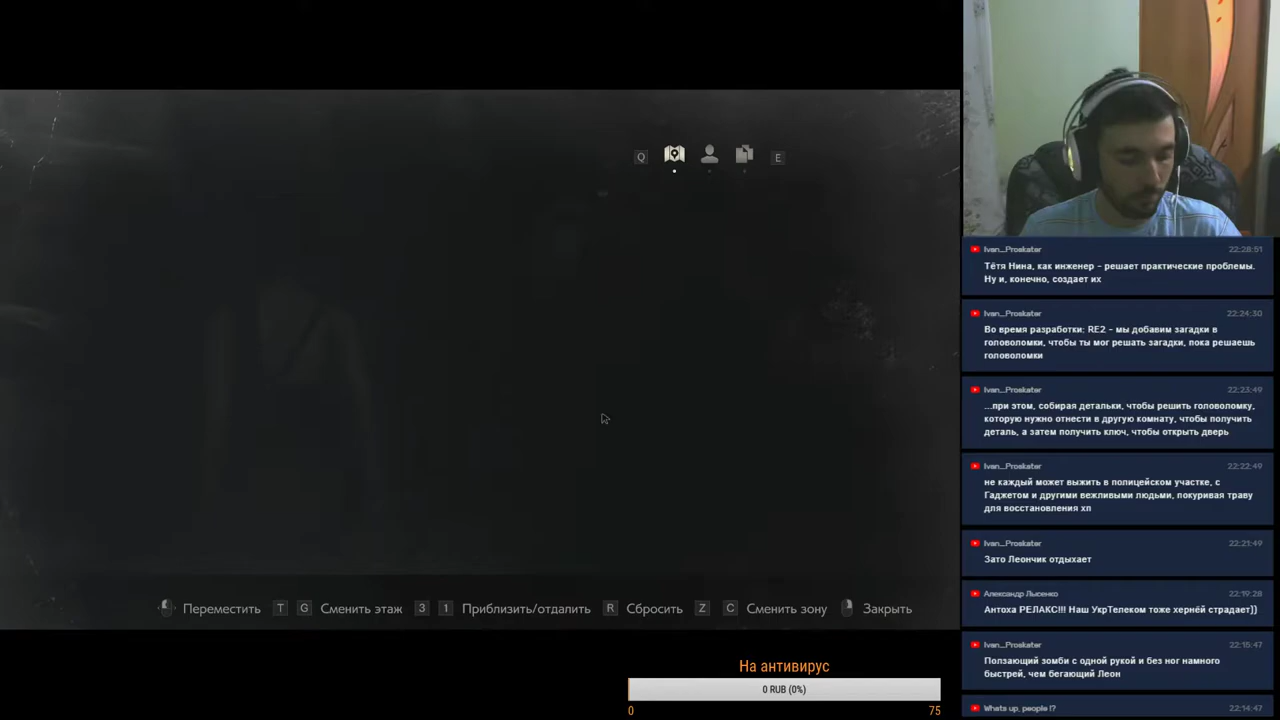 Q
E
Переместить T G Сменить этаж 3 1 Приблизить/отдалить R Сбросить Z C Сменить зону Закрыть
На антивирус
0 RUB (0%)
0 75
Ivan_Proskater 22:28:51
Тётя Нина, как инженер - решает практические проблемы.
Ну и, конечно, создает их
Ivan_Proskater 22:24:30
Во время разработки: RE2 - мы добавим загадки в
головоломки, чтобы ты мог решать загадки, пока решаешь
головоломки
Ivan_Proskater 22:23:49
...при этом, собирая детальки, чтобы решить головоломку,
которую нужно отнести в другую комнату, чтобы получить
деталь, а затем получить ключ, чтобы открыть дверь
Ivan_Proskater 22:22:49
не каждый может выжить в полицейском участке, с
Гаджетом и другими вежливыми людьми, покуривая траву
для восстановления хп
Ivan_Proskater 22:21:49
Зато Леончик отдыхает
Александр Лысенко 22:19:28
Антоха РЕЛАКС!!! Наш УкрТелеком тоже хернёй страдает))
Ivan_Proskater 22:15:47
Ползающий зомби с одной рукой и без ног намного
быстрей, чем бегающий Леон
Whats up, people !? 22:14:47